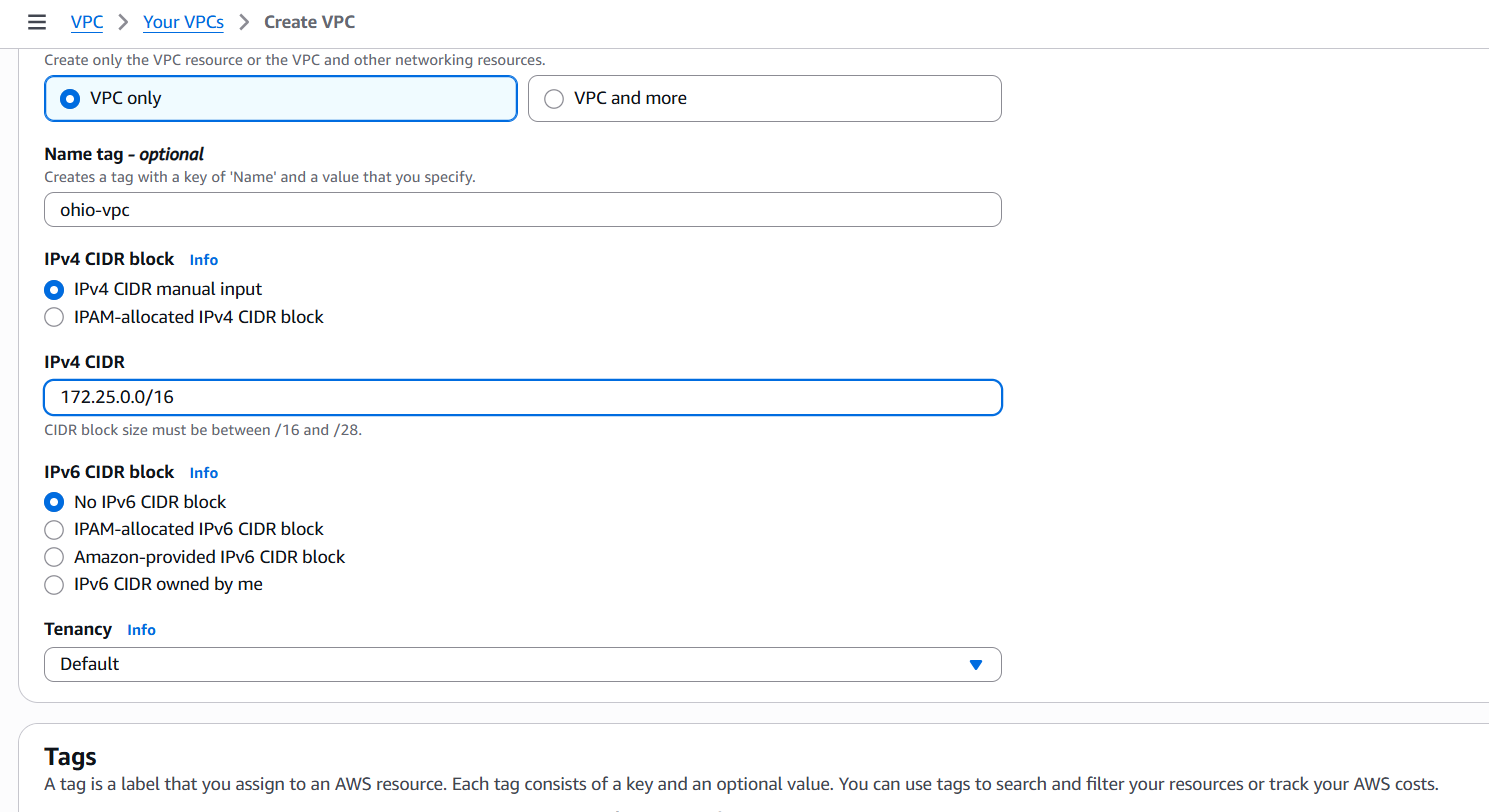 VPC > Your VPCs > Create VPC
Create only the VPC resource or the VPC and other networking resources.
VPC only
VPC and more
Name tag - optional
Creates a tag with a key of 'Name' and a value that you specify.
ohio-vpc
IPv4 CIDR block Info
IPv4 CIDR manual input
IPAM-allocated IPv4 CIDR block
IPv4 CIDR
172.25.0.0/16
CIDR block size must be between /16 and /28.
IPv6 CIDR block Info
No IPv6 CIDR block
IPAM-allocated IPv6 CIDR block
Amazon-provided IPv6 CIDR block
IPv6 CIDR owned by me
Tenancy Info
Default
Tags
A tag is a label that you assign to an AWS resource. Each tag consists of a key and an optional value. You can use tags to search and filter your resources or track your AWS costs.